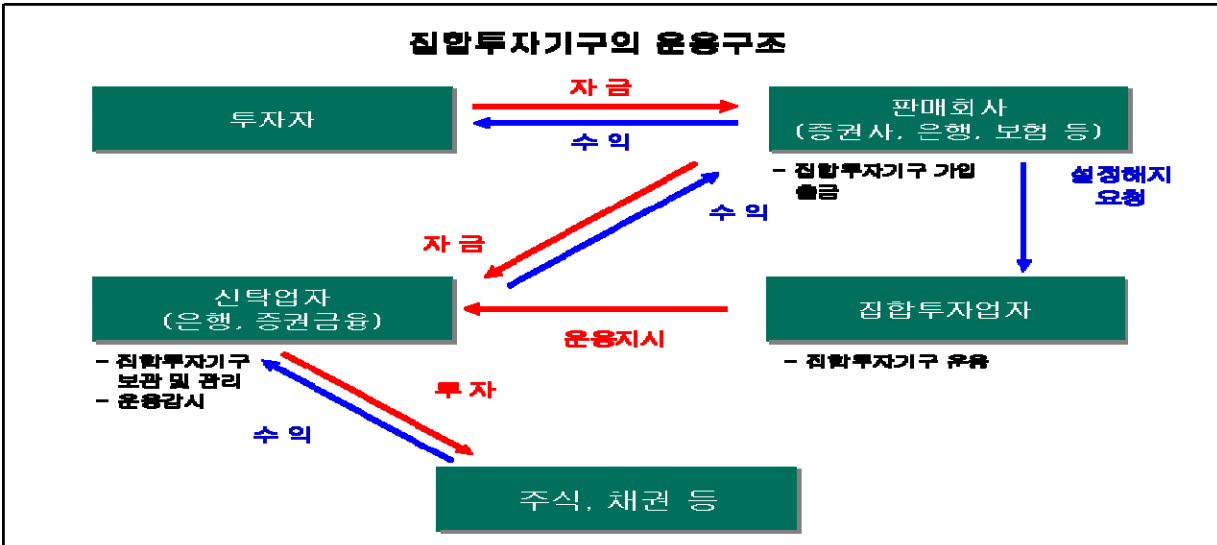 집합투자기구의 운용구조
투자자
자 금
수 익
판매회사
(증권사, 은행, 보험 등)
- 집합투자기구 가입
출금
설정해지
요청
자 금
수 익
신탁업자
(은행, 증권금융)
- 집합투자기구
보관 및 관리
- 운용감시
운용지시
집합투자업자
- 집합투자기구 운용
투 자
수 익
주식, 채권 등